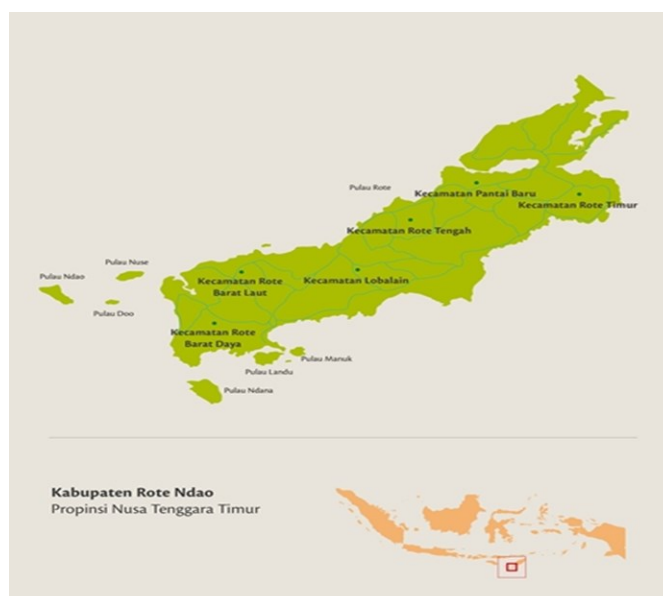 Pulau Rote
Kecamatan Pantai Baru
Kecamatan Rote Timur
Kecamatan Rote Tengah
Pulau Nuse
Pulau Ndao
Kecamatan Rote
Barat Laut
Kecamatan Lobalain
Pulau Doo
Kecamatan Rote
Barat Daya
Pulau Manuk
Pulau Landu
Pulau Ndana
Kabupaten Rote Ndao
Propinsi Nusa Tenggara Timur